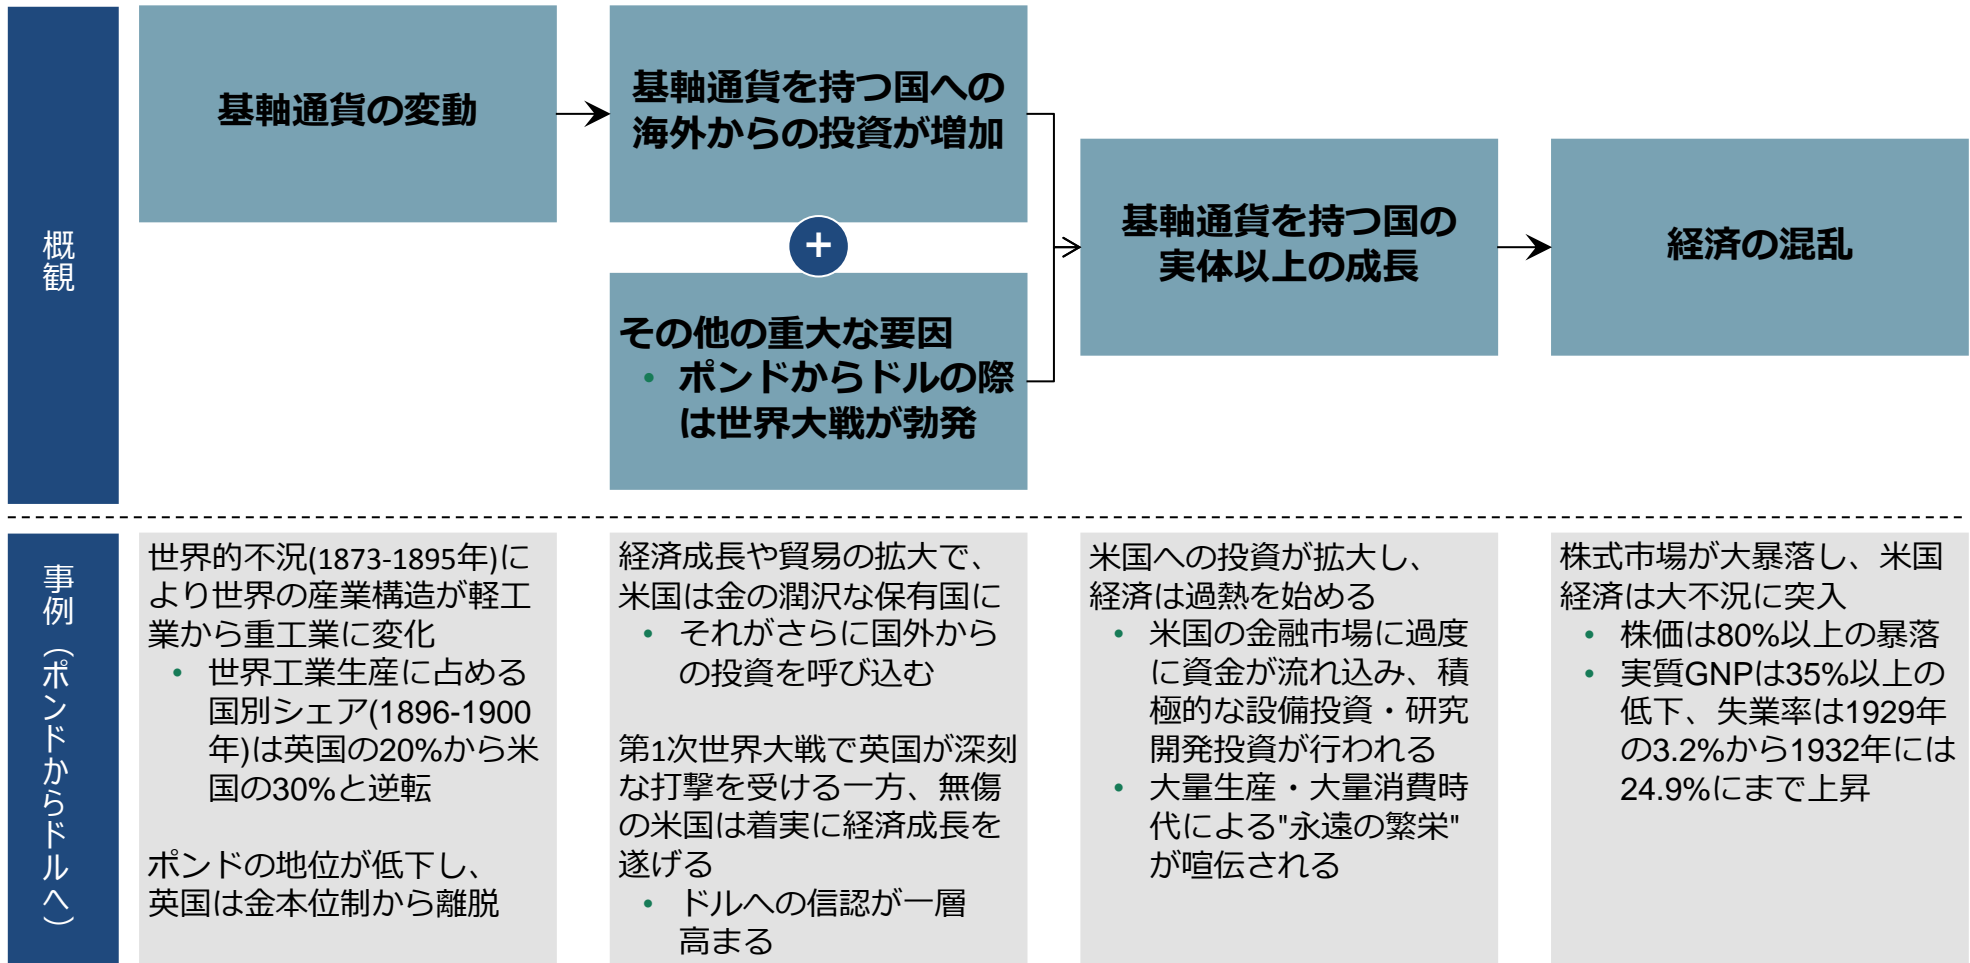 概観
基軸通貨の変動
基軸通貨を持つ国への
海外からの投資が増加
+
その他の重大な要因
• ポンドからドルの際
は世界大戦が勃発
基軸通貨を持つ国の
実体以上の成長
経済の混乱
事例（ポンドからドルへ）
世界的不況(1873-1895年)に
より世界の産業構造が軽工
業から重工業に変化
• 世界工業生産に占める
国別シェア(1896-1900
年)は英国の20%から米
国の30%と逆転
ポンドの地位が低下し、
英国は金本位制から離脱
経済成長や貿易の拡大で、
米国は金の潤沢な保有国に
• それがさらに国外から
の投資を呼び込む
第1次世界大戦で英国が深刻
な打撃を受ける一方、無傷
の米国は着実に経済成長を
遂げる
• ドルへの信認が一層
高まる
米国への投資が拡大し、
経済は過熱を始める
• 米国の金融市場に過度
に資金が流れ込み、積
極的な設備投資・研究
開発投資が行われる
• 大量生産・大量消費時
代による"永遠の繁栄"
が喧伝される
株式市場が大暴落し、米国
経済は大不況に突入
• 株価は80%以上の暴落
• 実質GNPは35%以上の
低下、失業率は1929年
の3.2%から1932年には
24.9%にまで上昇